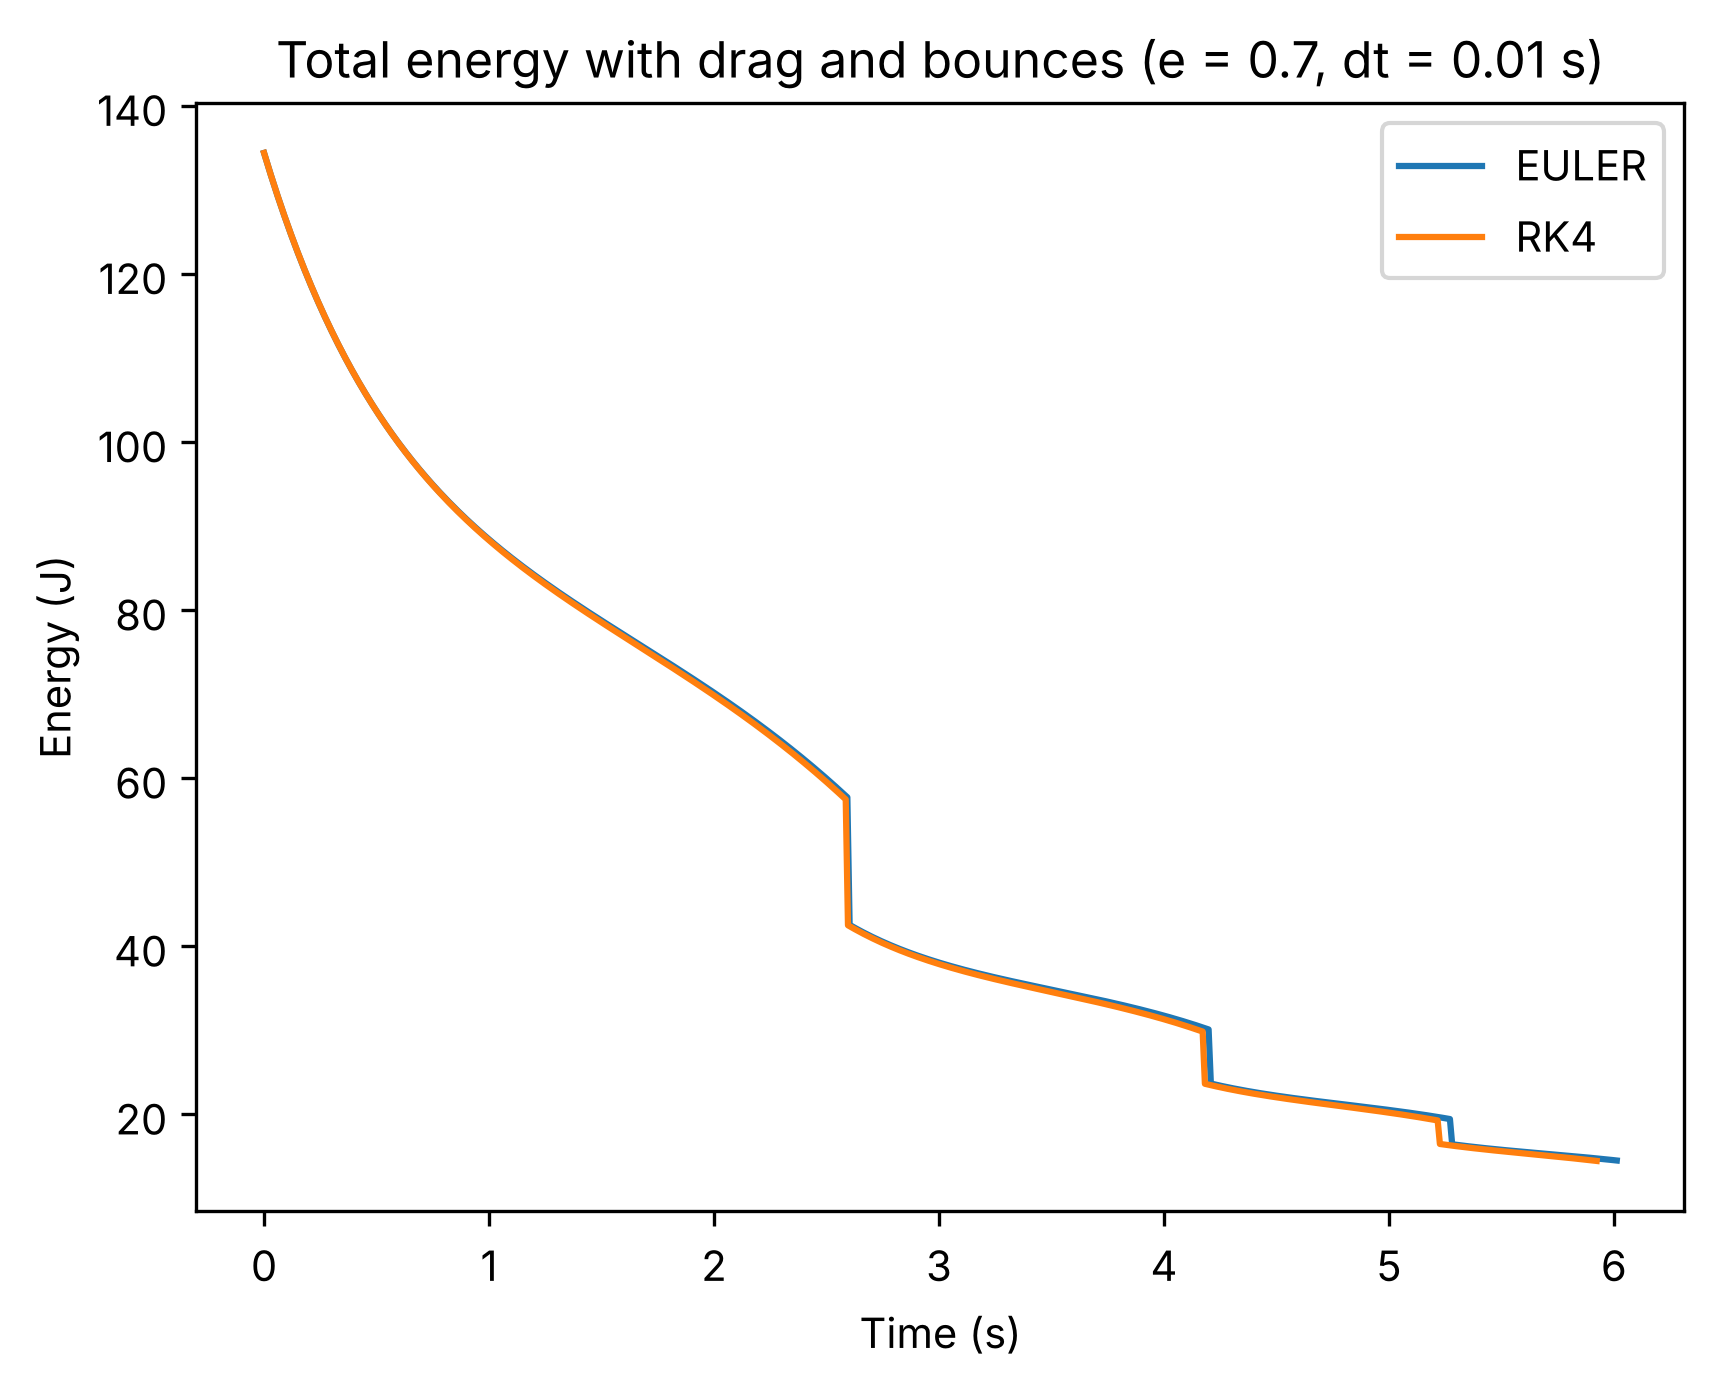 Total energy with drag and bounces (e = 0.7, dt = 0.01 s)
EULER
RK4
Energy (J)
140
120
100
80
60
40
20
0 1 2 3 4 5 6
Time (s)